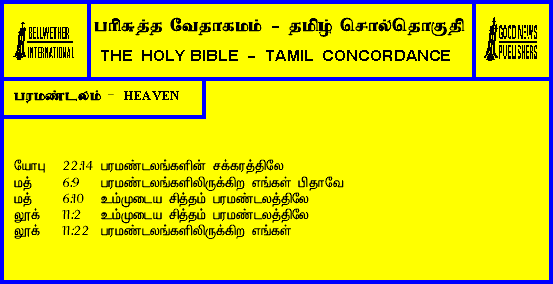 BELLWETHER
INTERNATIONAL
பரிசுத்த வேதாகமம் - தமிழ் சொல்தொகுதி
THE HOLY BIBLE - TAMIL CONCORDANCE
GOOD NEWS
PUBLISHERS
பரமண்டலம் - HEAVEN
யோபு 22:14 பரமண்டலங்களின் சக்கரத்திலே
மத் 6:9 பரமண்டலங்களிலிருக்கிற எங்கள் பிதாவே
மத் 6:10 உம்முடைய சித்தம் பரமண்டலத்திலே
லூக் 11:2 உம்முடைய சித்தம் பரமண்டலத்திலே
லூக் 11:22 பரமண்டலங்களிலிருக்கிற எங்கள்